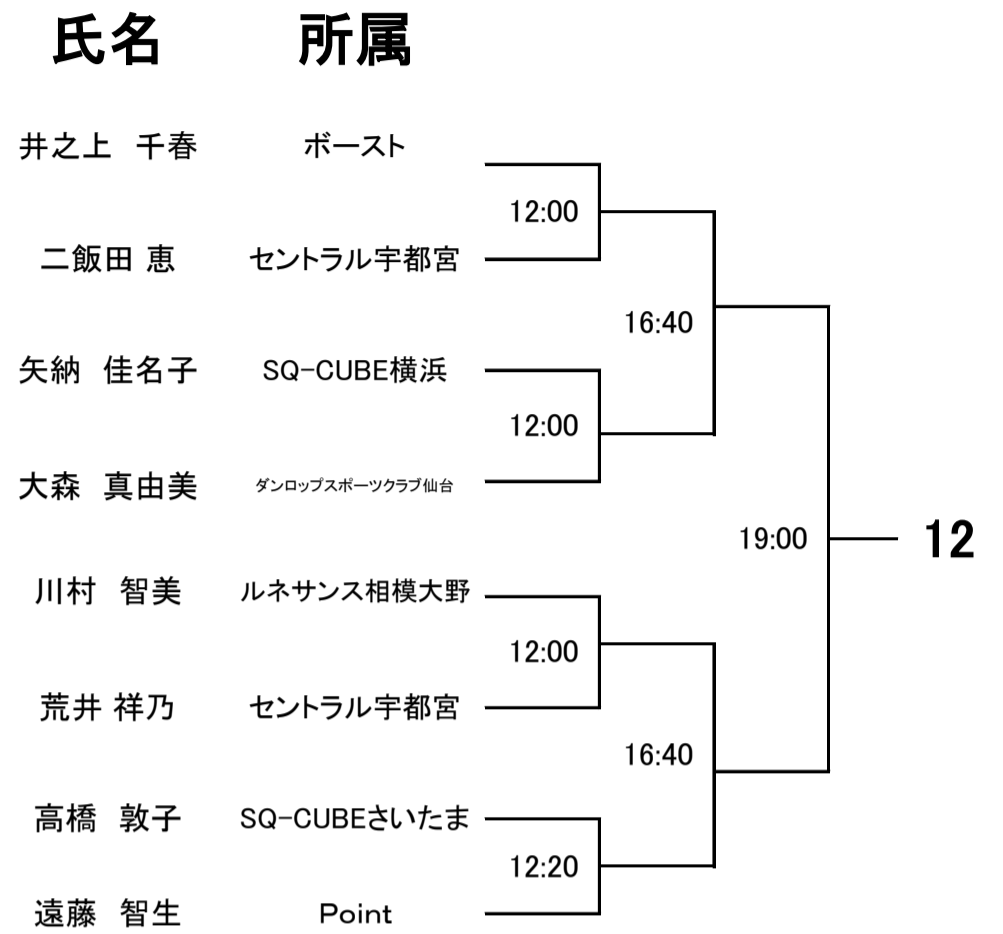 氏名 所属
井之上 千春 ボースト
12:00
二飯田 恵 セントラル宇都宮
16:40
矢納 佳名子 SQ-CUBE横浜
12:00
大森 真由美 ダンロップスポーツクラブ仙台
19:00 12
川村 智美 ルネサンス相模大野
12:00
荒井 祥乃 セントラル宇都宮
16:40
高橋 敦子 SQ-CUBEさいたま
12:20
遠藤 智生 Point